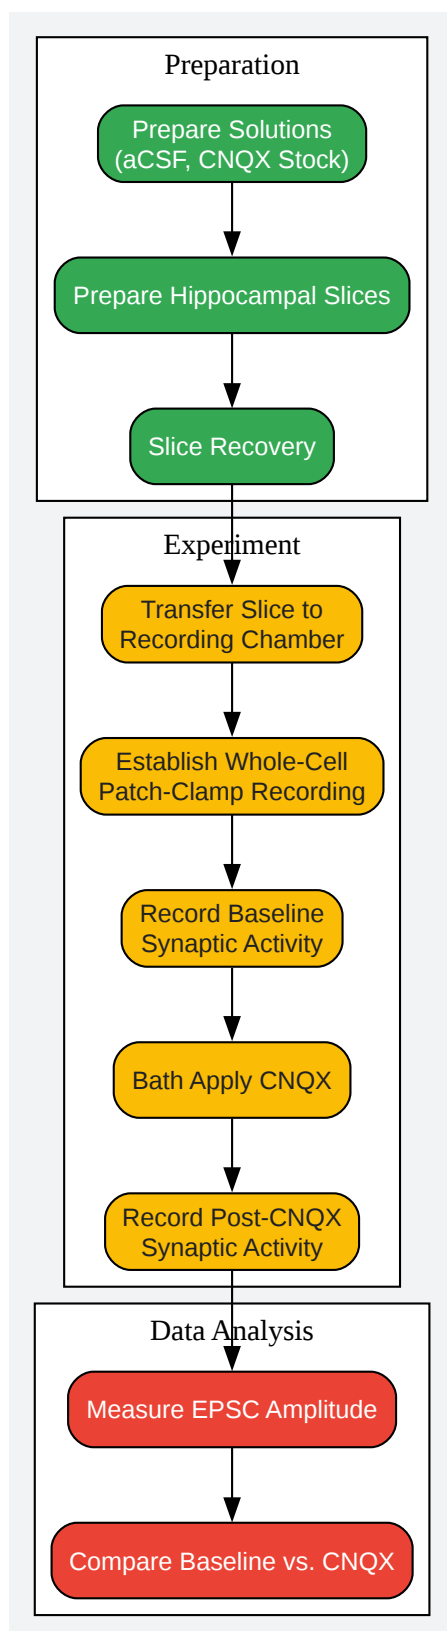 Preparation
Prepare Solutions
(aCSF, CNQX Stock)
Prepare Hippocampal Slices
Slice Recovery
Experiment
Transfer Slice to
Recording Chamber
Establish Whole-Cell
Patch-Clamp Recording
Record Baseline
Synaptic Activity
Bath Apply CNQX
Record Post-CNQX
Synaptic Activity
Data Analysis
Measure EPSC Amplitude
Compare Baseline vs. CNQX